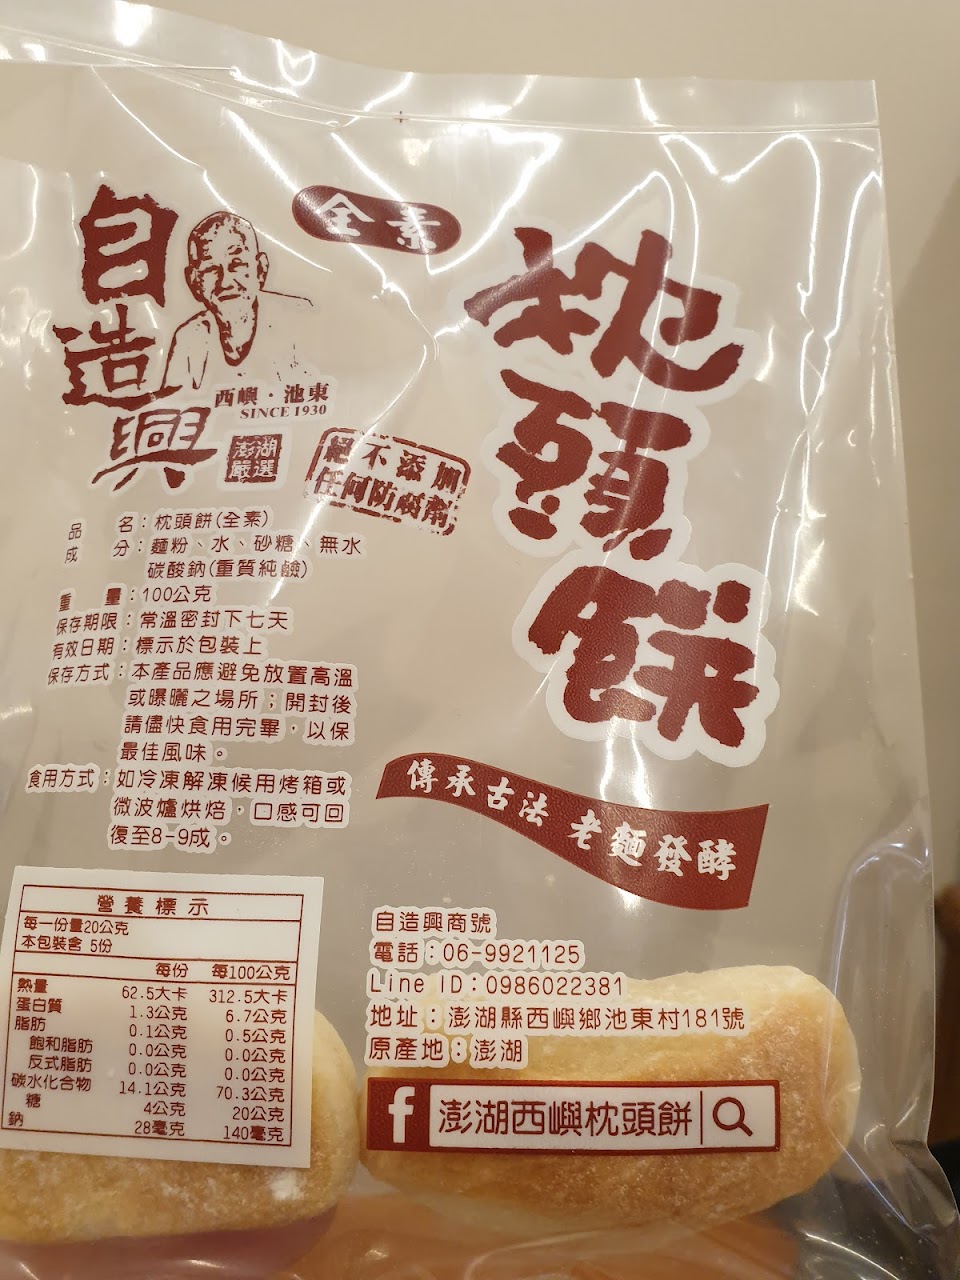 自造興
西嶼・池東
SINCE 1930
澎湖
嚴選
全素
絕不添加
任何防腐劑
枕頭餅
品 名：枕頭餅(全素)
成 分：麵粉、水、砂糖、無水
碳酸鈉(重質純鹼)
重 量：100公克
保存期限：常溫密封下七天
有效日期：標示於包裝上
保存方式：本產品應避免放置高溫
或曝曬之場所；開封後
請儘快食用完畢，以保
最佳風味。
食用方式：如冷凍解凍候用烤箱或
微波爐烘焙，口感可回
復至8-9成。
傳承古法 老麵發酵
營養標示
每一份量20公克
本包裝含 5份
每份 每100公克
熱量 62.5大卡 312.5大卡
蛋白質 1.3公克 6.7公克
脂肪 0.1公克 0.5公克
飽和脂肪 0.0公克 0.0公克
反式脂肪 0.0公克 0.0公克
碳水化合物 14.1公克 70.3公克
糖 4公克 20公克
鈉 28毫克 140毫克
自造興商號
電話：06-9921125
Line ID：0986022381
地址：澎湖縣西嶼鄉池東村181號
原產地：澎湖
f 澎湖西嶼枕頭餅